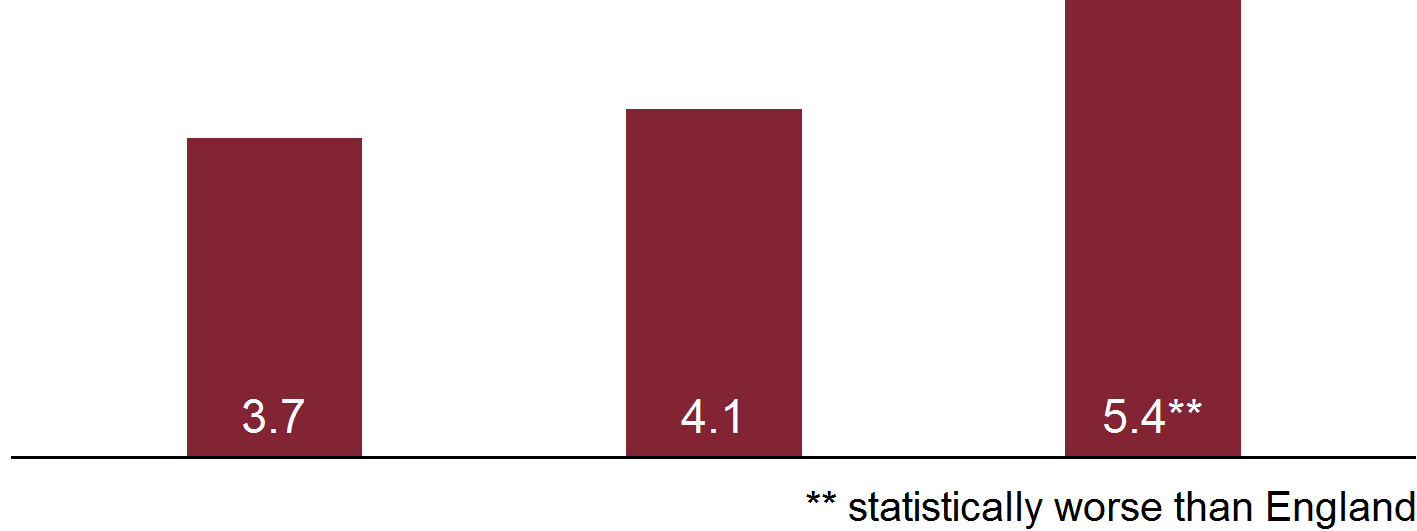 3.7 4.1 5.4**
** statistically worse than England